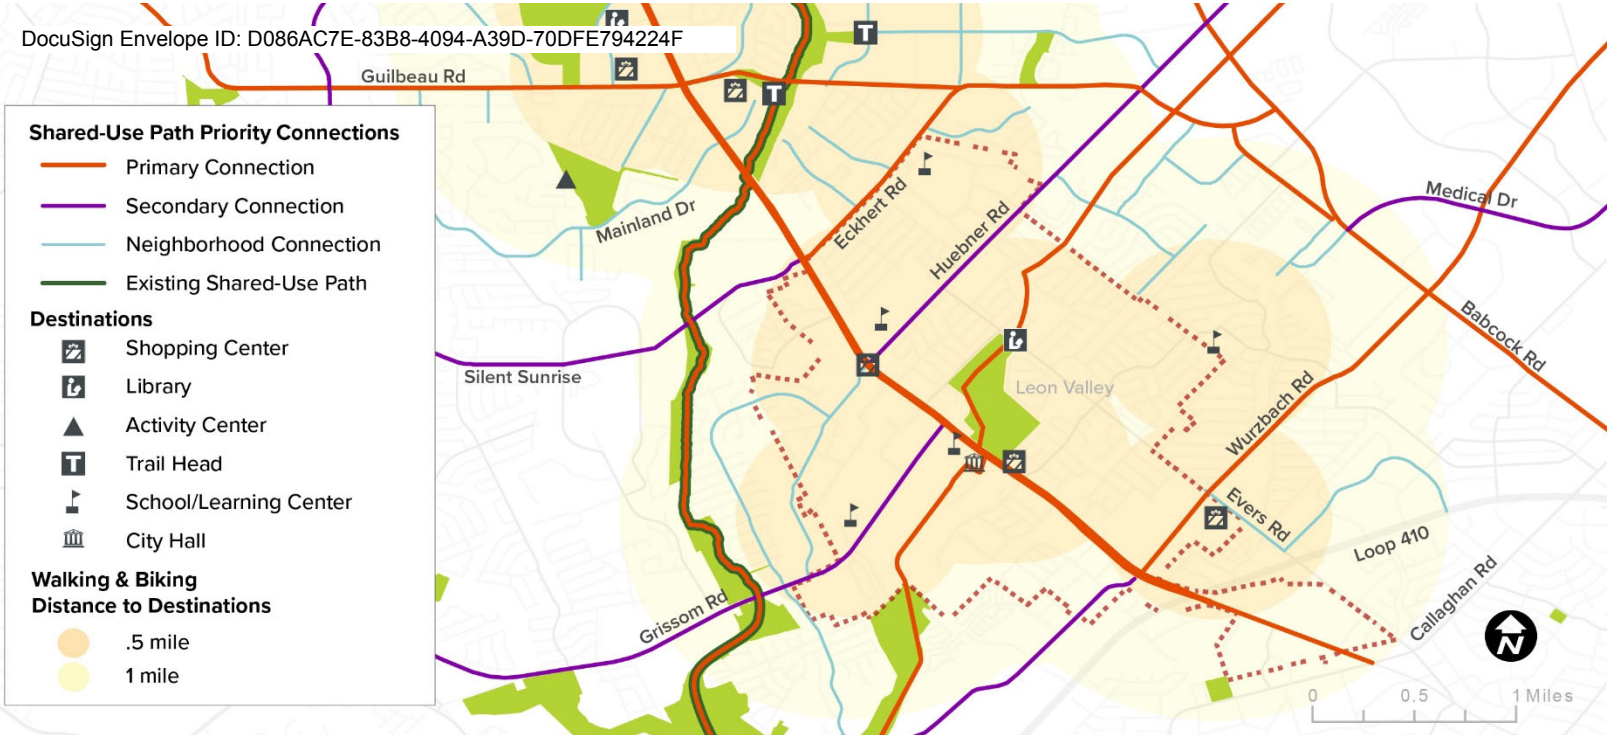 DocuSign Envelope ID: D086AC7E-83B8-4094-A39D-70DFE794224F
Guilbeau Rd
Shared-Use Path Priority Connections
Primary Connection
Secondary Connection
Neighborhood Connection
Existing Shared-Use Path
Destinations
Shopping Center
Library
Activity Center
T Trail Head
School/Learning Center
City Hall
Walking & Biking
Distance to Destinations
.5 mile
1 mile
T
T
Mainland Dr
Eckhert Rd
Huebner Rd
Medical Dr
Babcock Rd
Silent Sunrise
Leon Valley
Wurzbach Rd
Evers Rd
Loop 410
Callaghan Rd
Grissom Rd
N
0 0.5 1 Miles